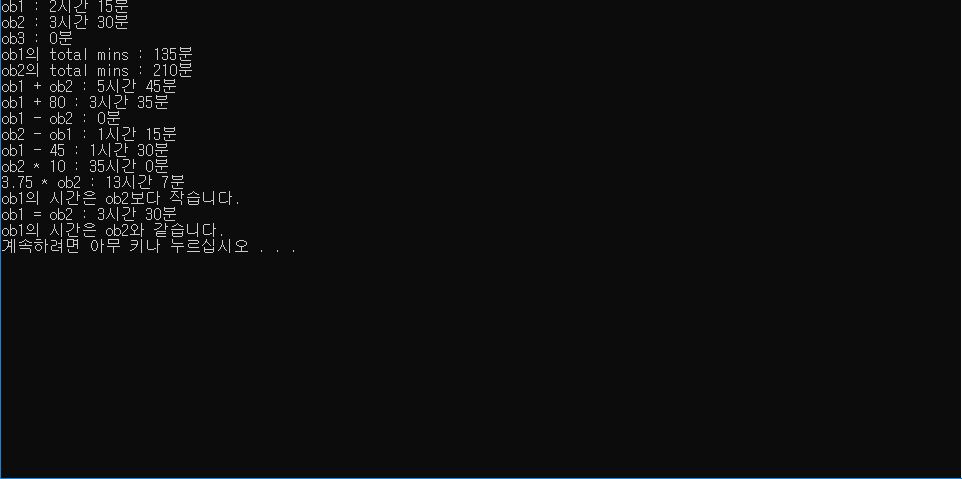 ob1 : 2시간 15분
ob2 : 3시간 30분
ob3 : 0분
ob1의 total mins : 135분
ob2의 total mins : 210분
ob1 + ob2 : 5시간 45분
ob1 + 80 : 3시간 35분
ob1 - ob2 : 0분
ob2 - ob1 : 1시간 15분
ob1 - 45 : 1시간 30분
ob2 * 10 : 35시간 0분
3.75 * ob2 : 13시간 7분
ob1의 시간은 ob2보다 작습니다.
ob1 = ob2 : 3시간 30분
ob1의 시간은 ob2와 같습니다.
계속하려면 아무 키나 누르십시오 . . .